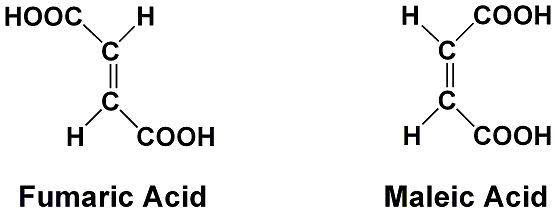 HOOC H H COOH
C C
C C
H COOH H COOH
Fumaric Acid Maleic Acid